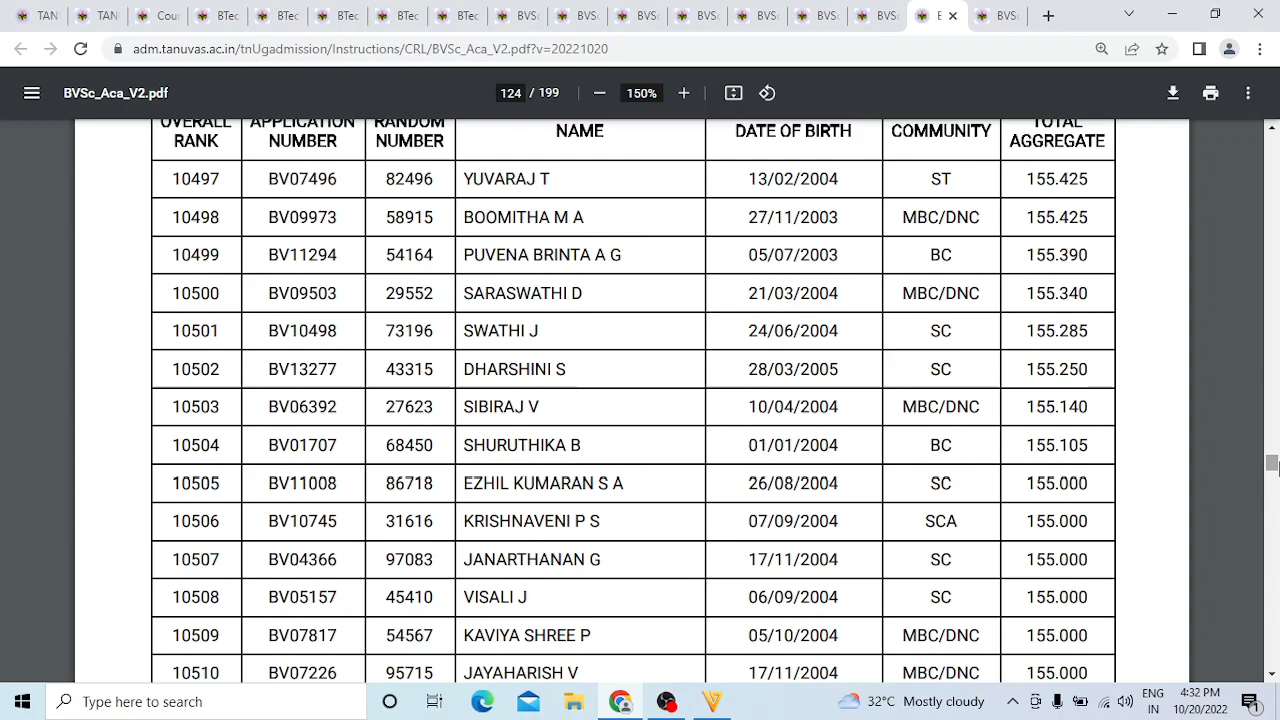 TAN TAN Cou BTec BTec BTec BTec BTec BVSc BVSc BVSc BVSc BVSc BVSc BVSc B BVSc
adm.tanuvas.ac.in/tnUgadmission/Instructions/CRL/BVSc_Aca_V2.pdf?v=20221020
BVSc_Aca_V2.pdf 124 / 199 150%
OVERALL RANK APPLICATION NUMBER RANDOM NUMBER NAME DATE OF BIRTH COMMUNITY TOTAL AGGREGATE
10497 BV07496 82496 YUVARAJ T 13/02/2004 ST 155.425
10498 BV09973 58915 BOOMITHA M A 27/11/2003 MBC/DNC 155.425
10499 BV11294 54164 PUVENA BRINTA A G 05/07/2003 BC 155.390
10500 BV09503 29552 SARASWATHI D 21/03/2004 MBC/DNC 155.340
10501 BV10498 73196 SWATHI J 24/06/2004 SC 155.285
10502 BV13277 43315 DHARSHINI S 28/03/2005 SC 155.250
10503 BV06392 27623 SIBIRAJ V 10/04/2004 MBC/DNC 155.140
10504 BV01707 68450 SHURUTHIKA B 01/01/2004 BC 155.105
10505 BV11008 86718 EZHIL KUMARAN S A 26/08/2004 SC 155.000
10506 BV10745 31616 KRISHNAVENI P S 07/09/2004 SCA 155.000
10507 BV04366 97083 JANARTHANAN G 17/11/2004 SC 155.000
10508 BV05157 45410 VISALI J 06/09/2004 SC 155.000
10509 BV07817 54567 KAVIYA SHREE P 05/10/2004 MBC/DNC 155.000
10510 BV07226 95715 JAYAHARISH V 17/11/2004 MBC/DNC 155.000
Type here to search 32°C Mostly cloudy ENG IN 4:32 PM 10/20/2022 1